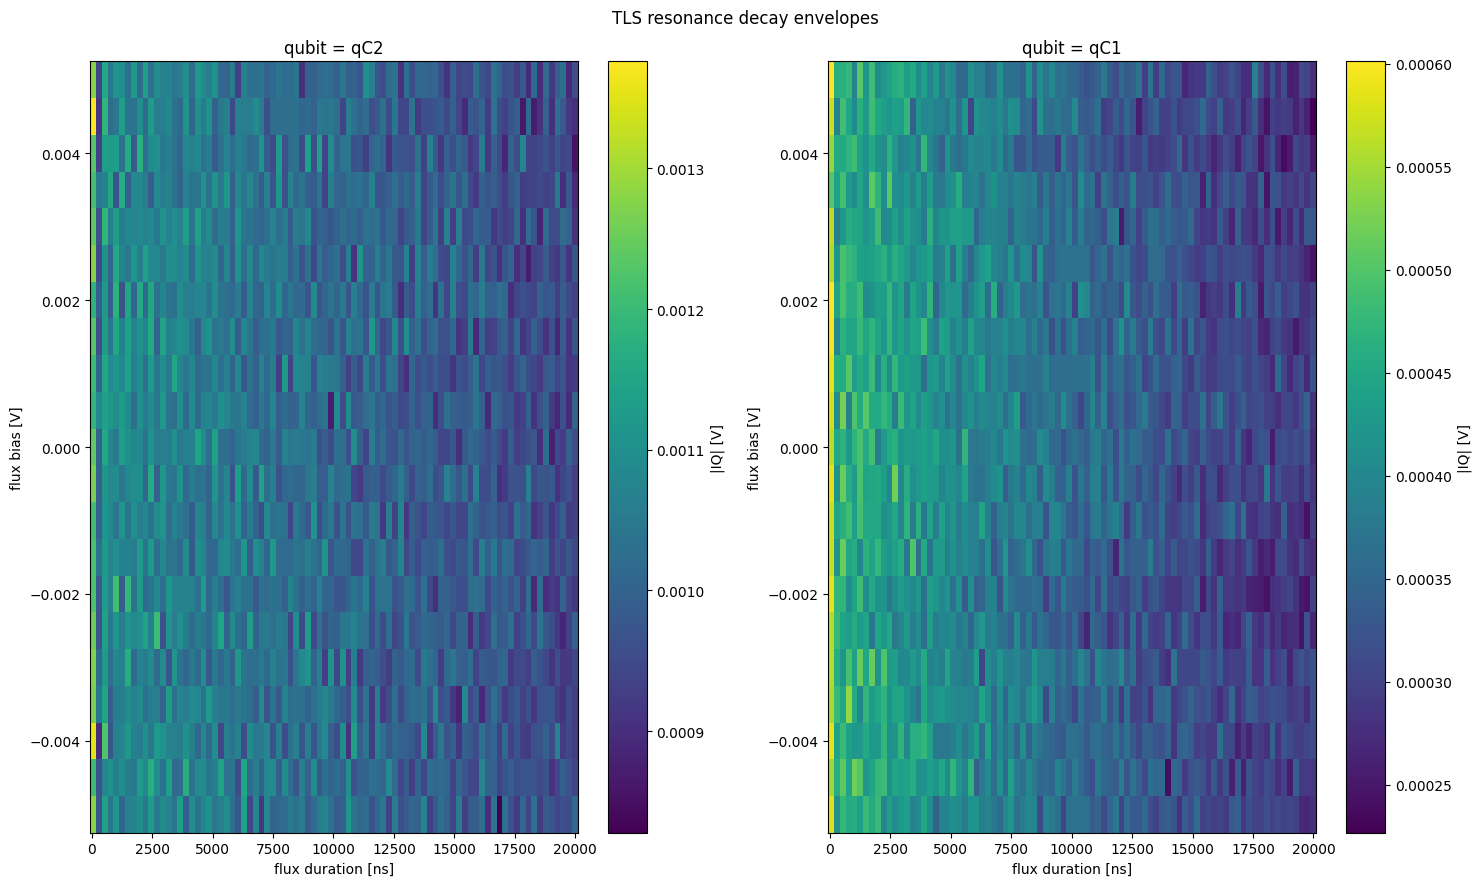 TLS resonance decay envelopes
qubit = qC2
flux bias [V]
0.004
0.002
0.000
−0.002
−0.004
0 2500 5000 7500 10000 12500 15000 17500 20000
flux duration [ns]
0.0013
0.0012
0.0011
0.0010
0.0009
|IQ| [V]
qubit = qC1
flux bias [V]
0.004
0.002
0.000
−0.002
−0.004
0 2500 5000 7500 10000 12500 15000 17500 20000
flux duration [ns]
0.00060
0.00055
0.00050
0.00045
0.00040
0.00035
0.00030
0.00025
|IQ| [V]